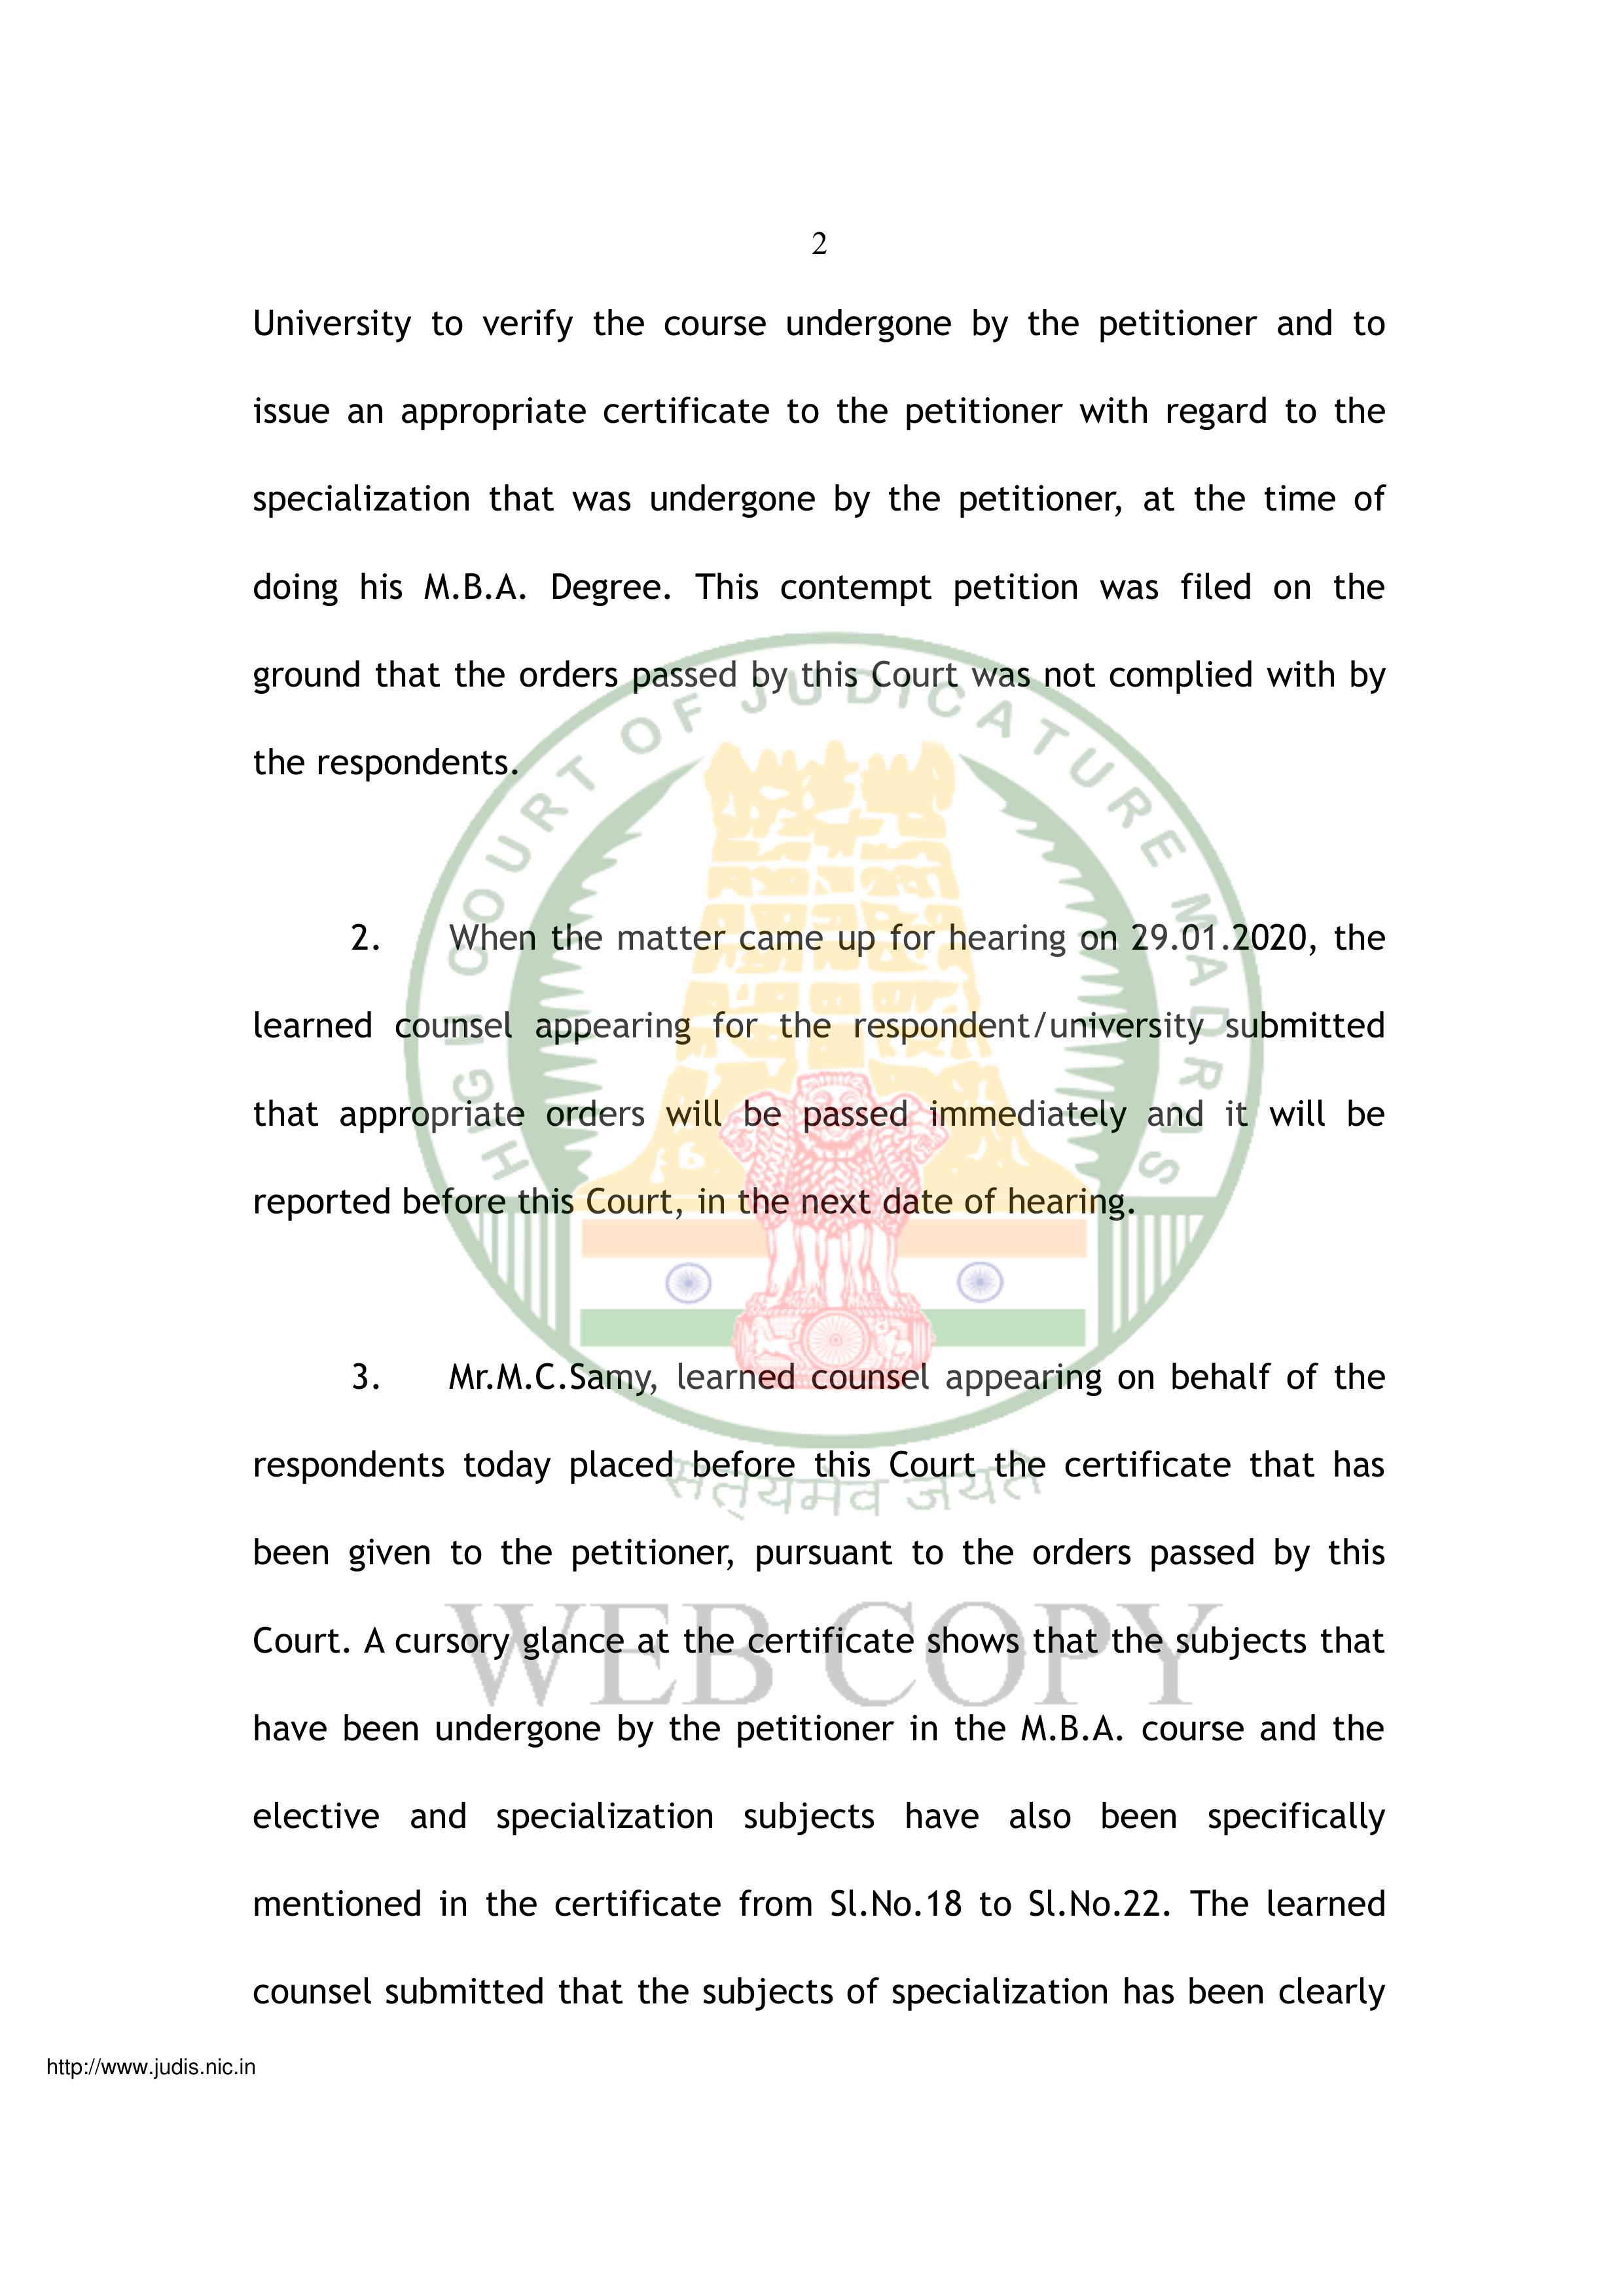 2
University to verify the course undergone by the petitioner and to
issue an appropriate certificate to the petitioner with regard to the
specialization that was undergone by the petitioner, at the time of
doing his M.B.A. Degree. This contempt petition was filed on the
ground that the orders passed by this Court was not complied with by
the respondents.
2. When the matter came up for hearing on 29.01.2020, the
learned counsel appearing for the respondent/university submitted
that appropriate orders will be passed immediately and it will be
reported before this Court, in the next date of hearing.
3. Mr.M.C.Samy, learned counsel appearing on behalf of the
respondents today placed before this Court the certificate that has
been given to the petitioner, pursuant to the orders passed by this
Court. A cursory glance at the certificate shows that the subjects that
have been undergone by the petitioner in the M.B.A. course and the
elective and specialization subjects have also been specifically
mentioned in the certificate from Sl.No.18 to Sl.No.22. The learned
counsel submitted that the subjects of specialization has been clearly
http://www.judis.nic.in
HIGH COURT OF JUDICATURE MADRAS
सत्यमेव जयते
WEB COPY